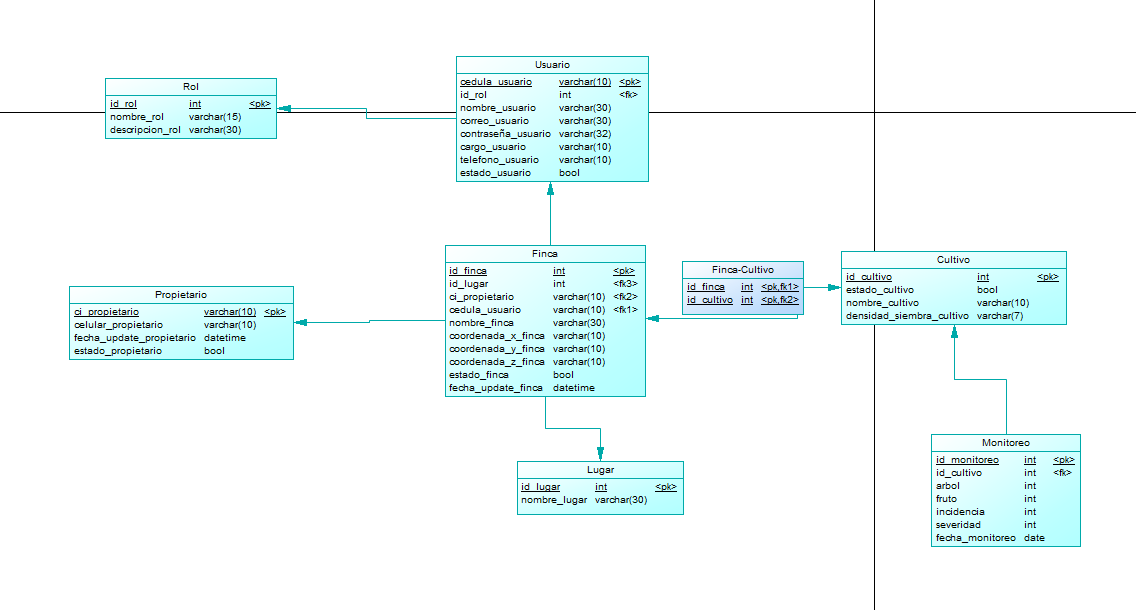 Rol
id_rol int <pk>
nombre_rol varchar(15)
descripcion_rol varchar(30)
Usuario
cedula_usuario varchar(10) <pk>
id_rol int <fk>
nombre_usuario varchar(30)
correo_usuario varchar(30)
contraseña_usuario varchar(32)
cargo_usuario varchar(10)
telefono_usuario varchar(10)
estado_usuario bool
Propietario
ci_propietario varchar(10) <pk>
celular_propietario varchar(10)
fecha_update_propietario datetime
estado_propietario bool
Finca
id_finca int <pk>
id_lugar int <fk3>
ci_propietario varchar(10) <fk2>
cedula_usuario varchar(10) <fk1>
nombre_finca varchar(30)
coordenada_x_finca varchar(10)
coordenada_y_finca varchar(10)
coordenada_z_finca varchar(10)
estado_finca bool
fecha_update_finca datetime
Finca-Cultivo
id_finca int <pk,fk1>
id_cultivo int <pk,fk2>
Cultivo
id_cultivo int <pk>
estado_cultivo bool
nombre_cultivo varchar(10)
densidad_siembra_cultivo varchar(7)
Lugar
id_lugar int <pk>
nombre_lugar varchar(30)
Monitoreo
id_monitoreo int <pk>
id_cultivo int <fk>
arbol int
fruto int
incidencia int
severidad int
fecha_monitoreo date